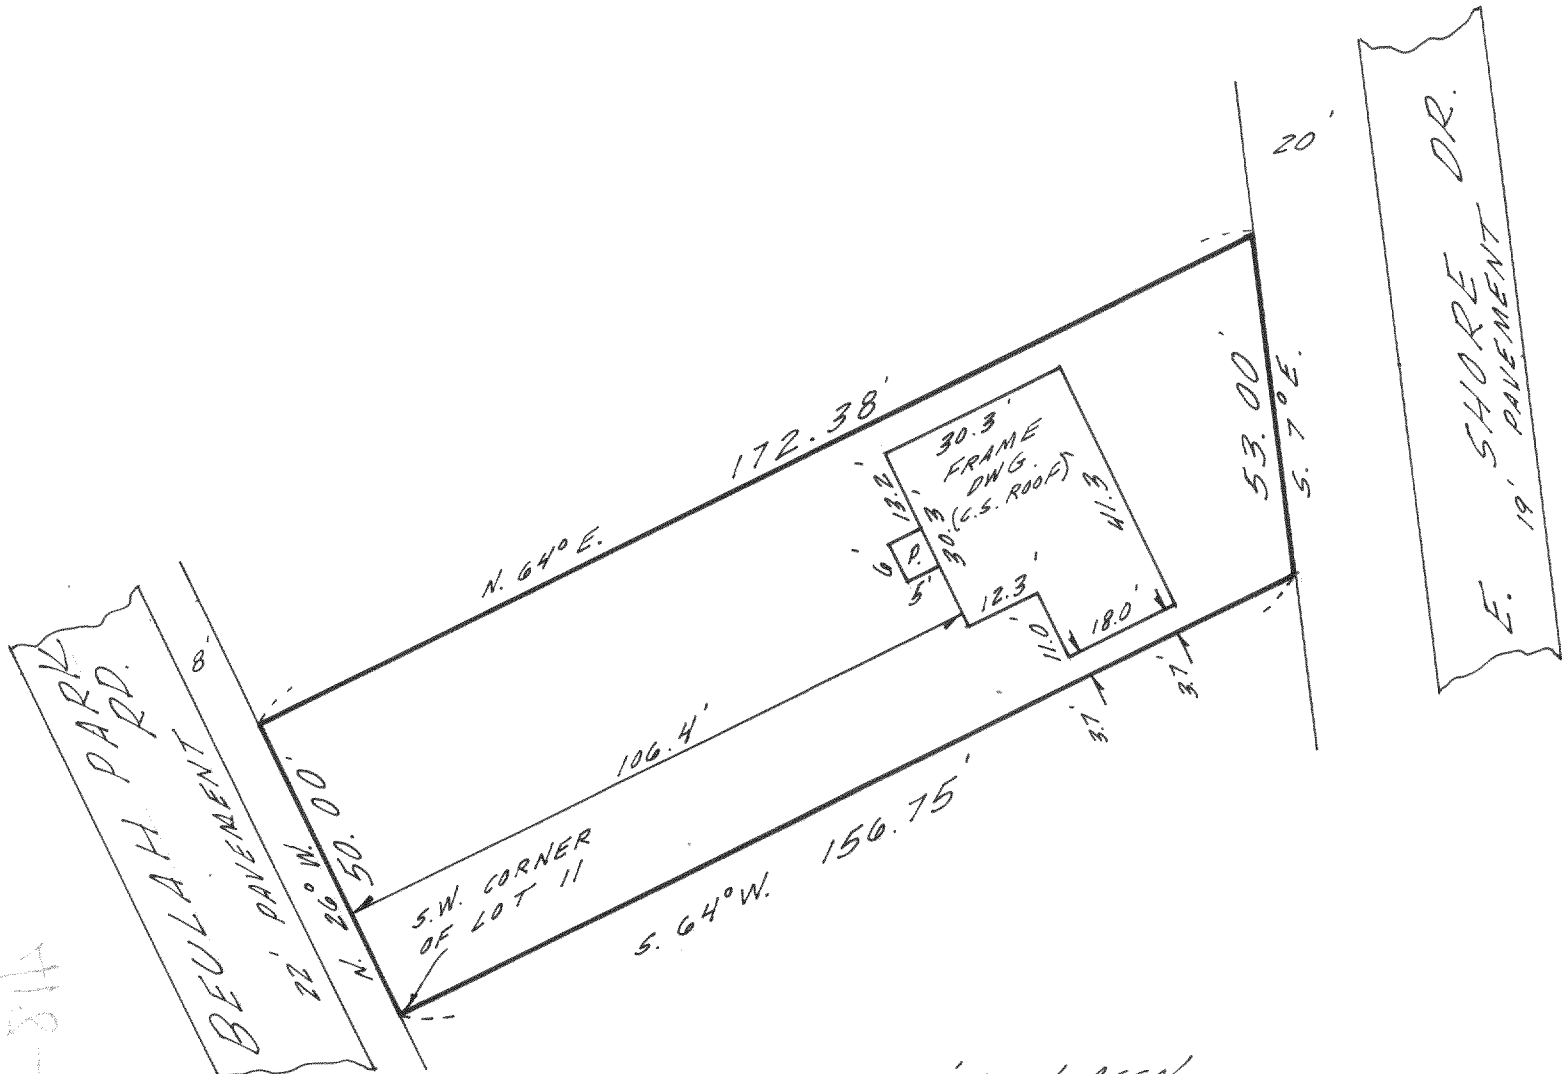 20'
E. SHORE DR.
19' PAVEMENT
172.38'
N. 64° E.
53.00'
S. 7° E.
30.3'
FRAME
DWG.
(C.S. ROOF)
41.3
13.2'
30.3'
P.
6'
5'
12.3'
11.0'
18.0'
3.7'
3.7'
8'
BEULAH PARK
RD.
22' PAVEMENT
N. 26° W.
50.00'
106.4'
S.W. CORNER
OF LOT 11
156.75'
S. 64° W.